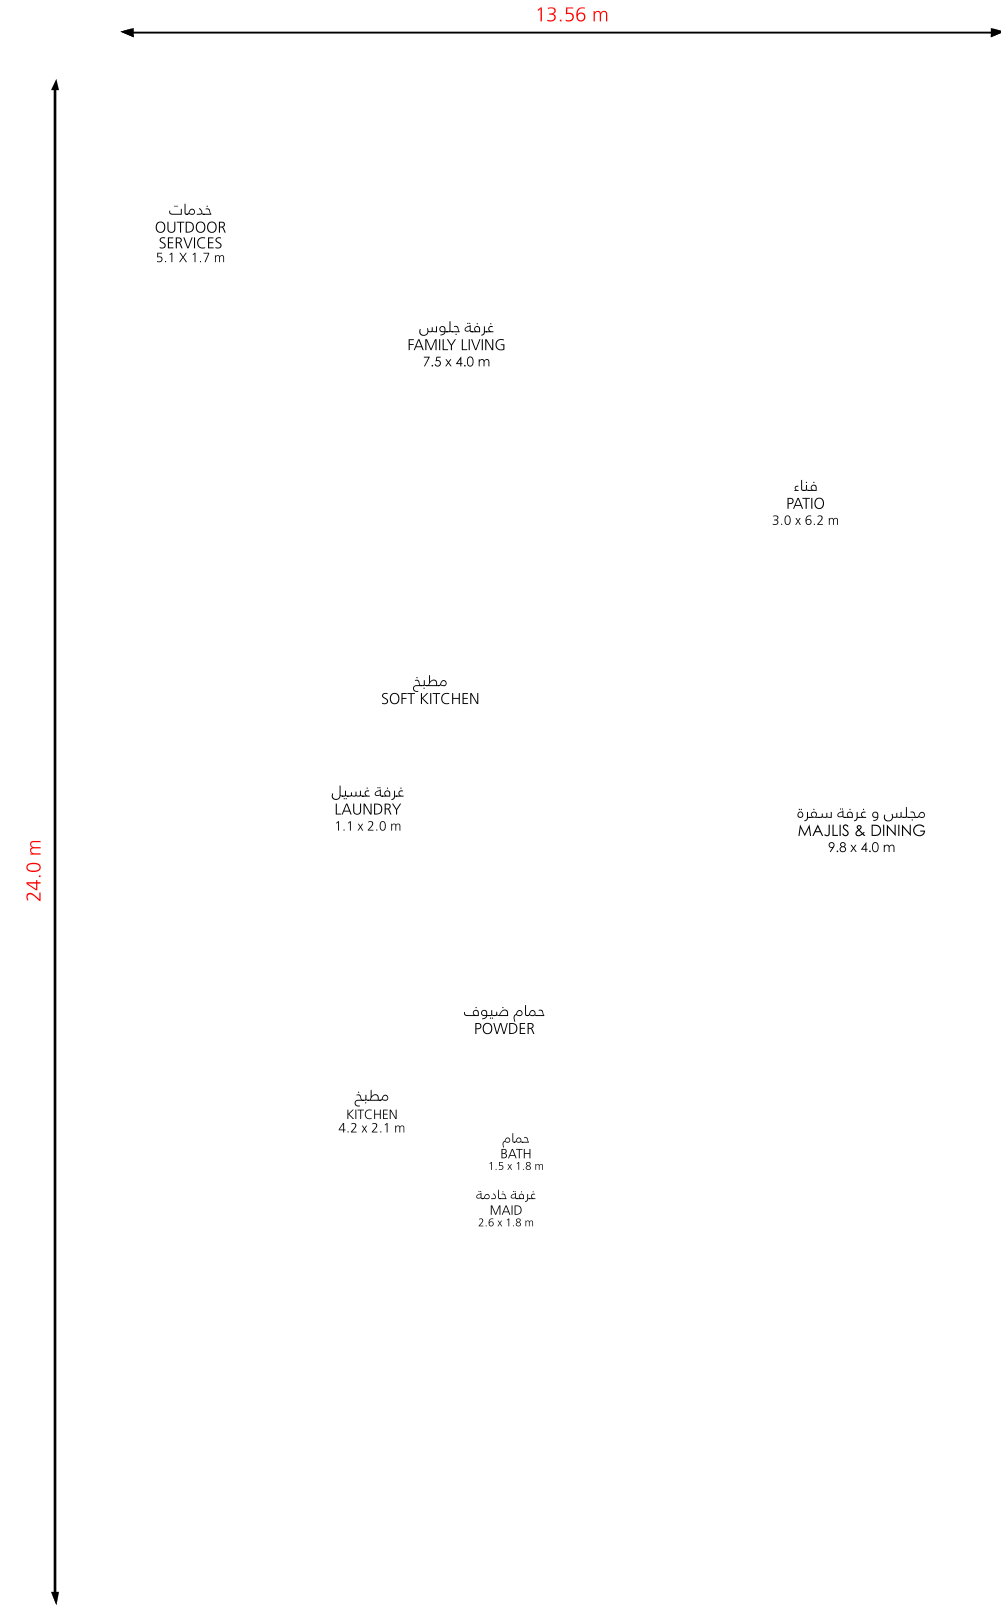 13.56 m
خدمات
OUTDOOR
SERVICES
5.1 X 1.7 m
غرفة جلوس
FAMILY LIVING
7.5 x 4.0 m
فناء
PATIO
3.0 x 6.2 m
مطبخ
SOFT KITCHEN
غرفة غسيل
LAUNDRY
1.1 x 2.0 m
مجلس و غرفة سفرة
MAJLIS & DINING
9.8 x 4.0 m
24.0 m
حمام ضيوف
POWDER
مطبخ
KITCHEN
4.2 x 2.1 m
حمام
BATH
1.5 x 1.8 m
غرفة خادمة
MAID
2.6 x 1.8 m